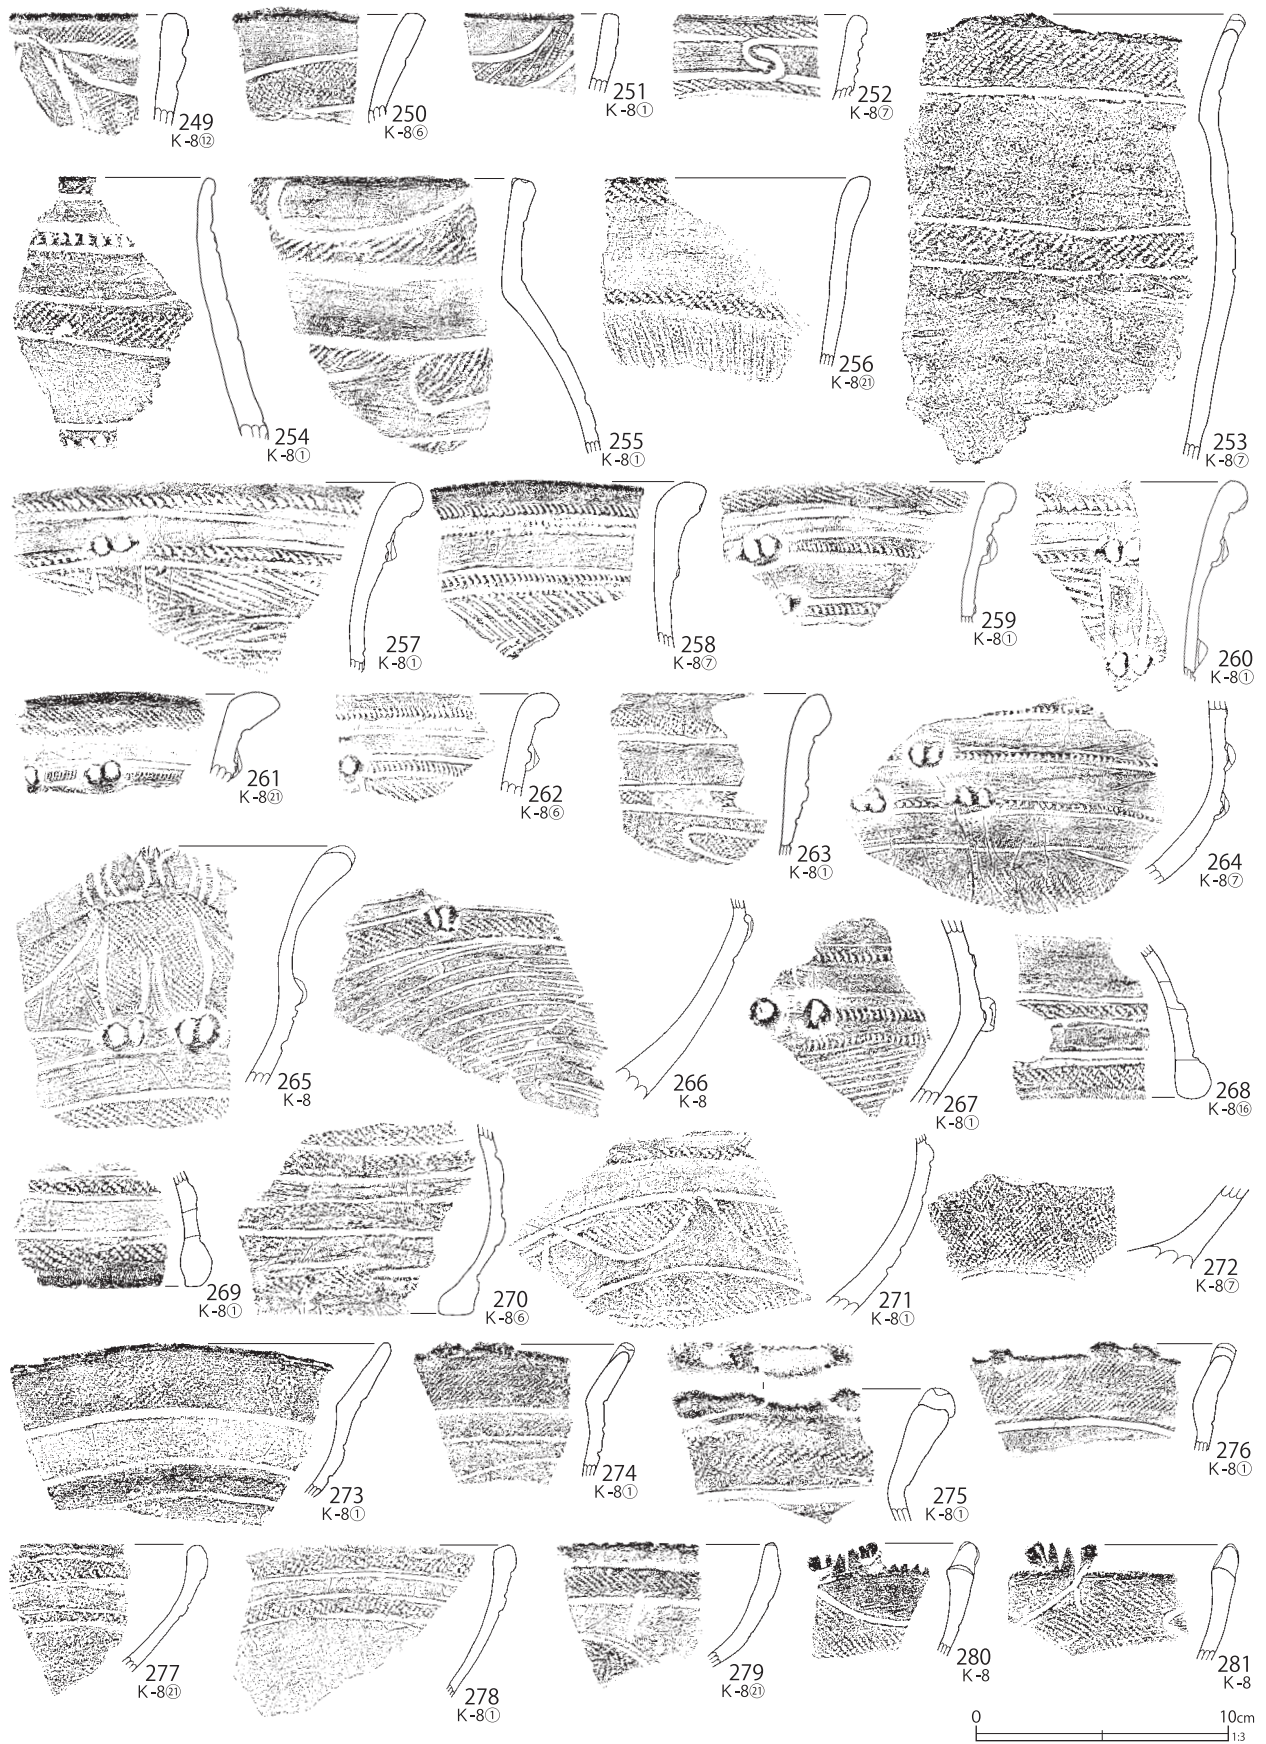 249
K-8⑫
250
K-8⑥
251
K-8①
252
K-8⑦
253
K-8⑦
254
K-8①
255
K-8①
256
K-8㉑
257
K-8①
258
K-8⑦
259
K-8①
260
K-8①
261
K-8㉑
262
K-8⑥
263
K-8①
264
K-8⑦
265
K-8
266
K-8
267
K-8①
268
K-8⑯
269
K-8①
270
K-8⑥
271
K-8①
272
K-8⑦
273
K-8①
274
K-8①
275
K-8①
276
K-8①
277
K-8㉑
278
K-8①
279
K-8㉑
280
K-8
281
K-8
0 10cm
1:3